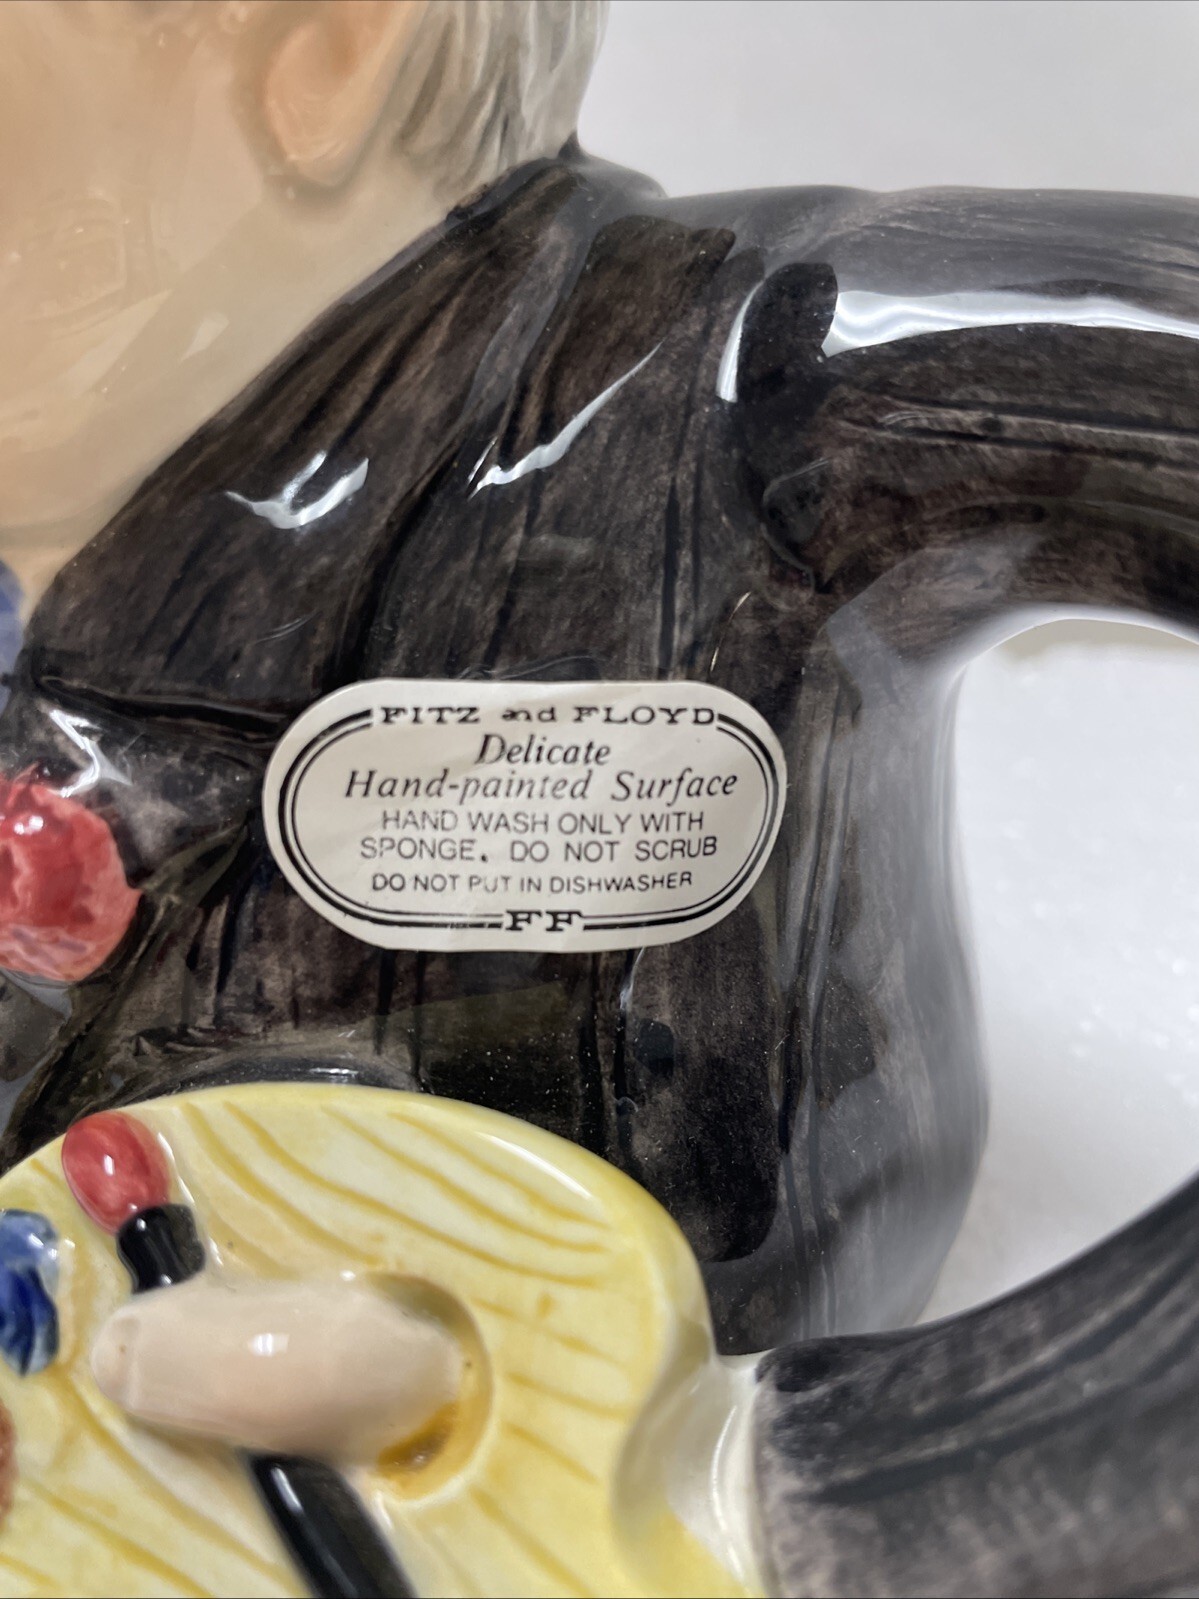 FITZ and FLOYD
Delicate
Hand-painted Surface
HAND WASH ONLY WITH
SPONGE. DO NOT SCRUB
DO NOT PUT IN DISHWASHER
FF